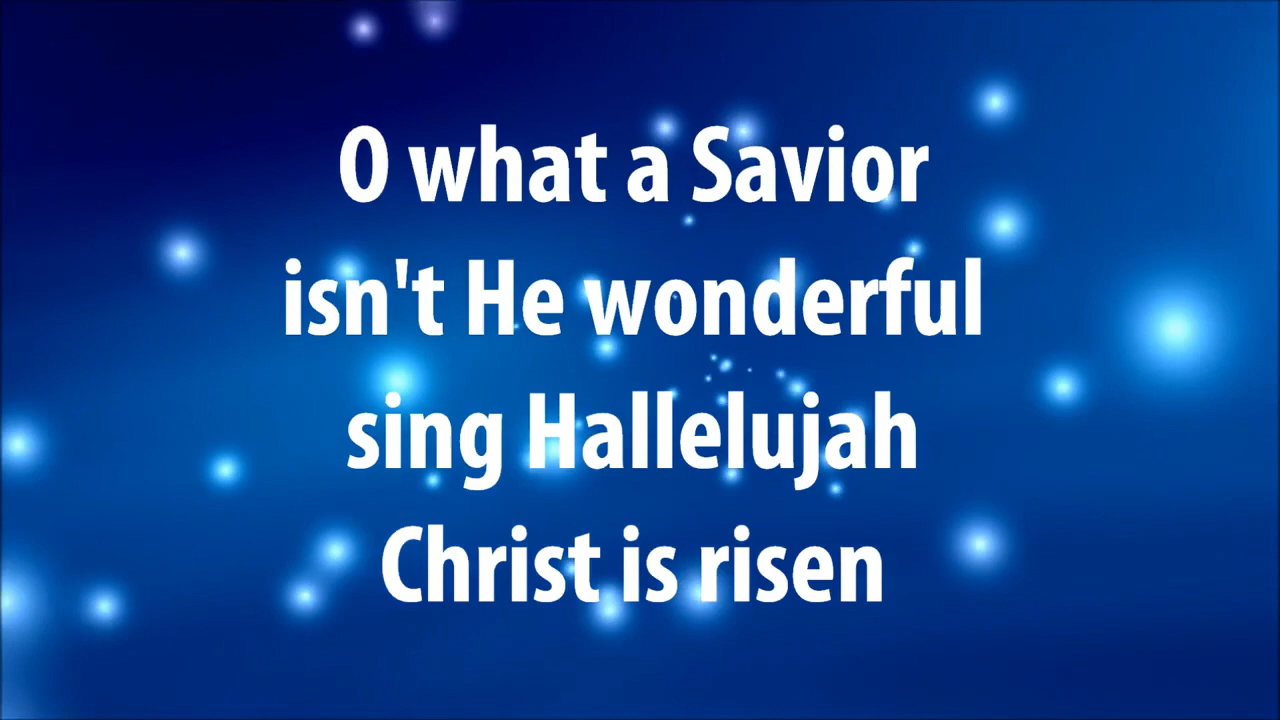 O what a Savior
isn't He wonderful
sing Hallelujah
Christ is risen